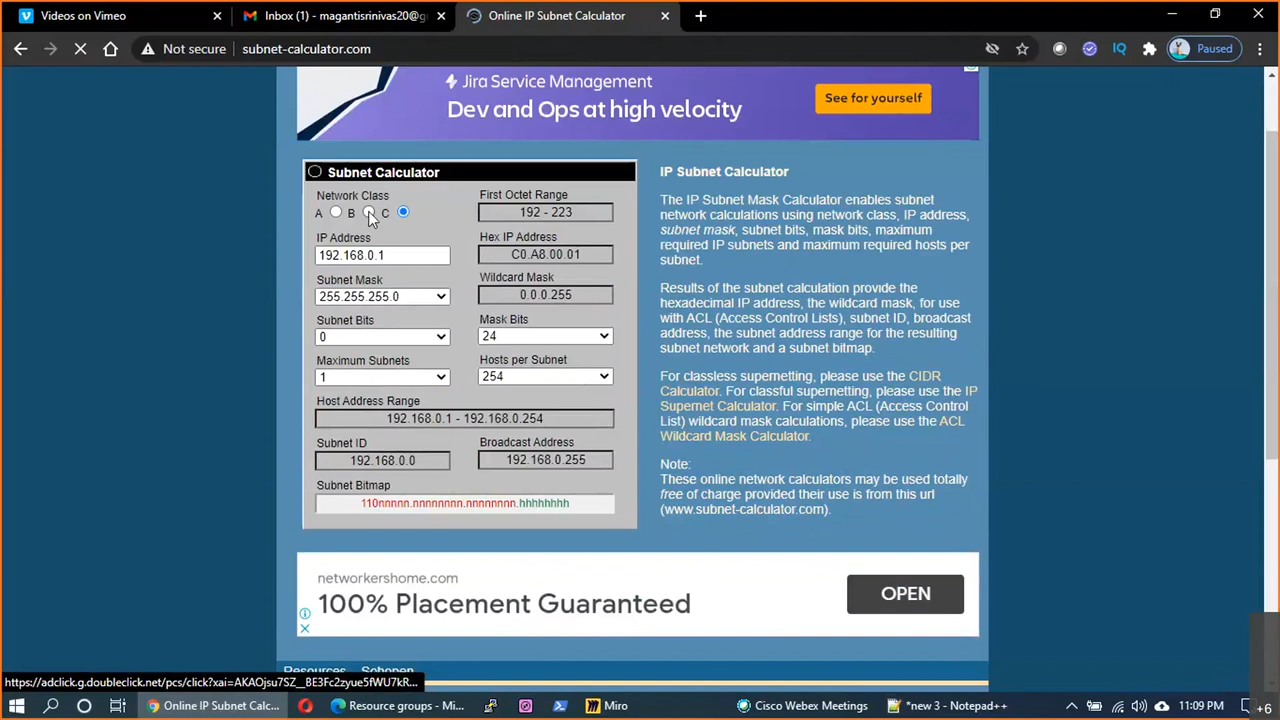 Videos on Vimeo
Inbox (1) - magantisrinivas20@g
Online IP Subnet Calculator
Not secure
subnet-calculator.com
IQ
Paused
Jira Service Management
Dev and Ops at high velocity
See for yourself
Subnet Calculator
Network Class
A B C
First Octet Range
192 - 223
IP Address
192.168.0.1
Hex IP Address
C0.A8.00.01
Subnet Mask
255.255.255.0
Wildcard Mask
0.0.0.255
Subnet Bits
0
Mask Bits
24
Maximum Subnets
1
Hosts per Subnet
254
Host Address Range
192.168.0.1 - 192.168.0.254
Subnet ID
192.168.0.0
Broadcast Address
192.168.0.255
Subnet Bitmap
110nnnnn.nnnnnnnn.nnnnnnnn.hhhhhhhh
IP Subnet Calculator
The IP Subnet Mask Calculator enables subnet
network calculations using network class, IP address,
subnet mask, subnet bits, mask bits, maximum
required IP subnets and maximum required hosts per
subnet.
Results of the subnet calculation provide the
hexadecimal IP address, the wildcard mask, for use
with ACL (Access Control Lists), subnet ID, broadcast
address, the subnet address range for the resulting
subnet network and a subnet bitmap.
For classless supernetting, please use the CIDR
Calculator. For classful supernetting, please use the IP
Supernet Calculator. For simple ACL (Access Control
List) wildcard mask calculations, please use the ACL
Wildcard Mask Calculator.
Note:
These online network calculators may be used totally
free of charge provided their use is from this url
(www.subnet-calculator.com).
networkershome.com
100% Placement Guaranteed
OPEN
Resources Sohopen
https://adclick.g.doubleclick.net/pcs/click?xai=AKAOjsu7SZ__BE3Fc2zyue5fWU7kR...
Online IP Subnet Calc...
Resource groups - Mi...
Miro
Cisco Webex Meetings
*new 3 - Notepad++
11:09 PM
+6